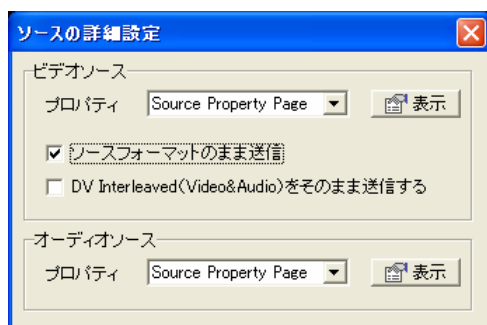 ソースの詳細設定
ビデオソース
プロパティ Source Property Page 表示
ソースフォーマットのまま送信
DV Interleaved(Video&Audio)をそのまま送信する
オーディオソース
プロパティ Source Property Page 表示